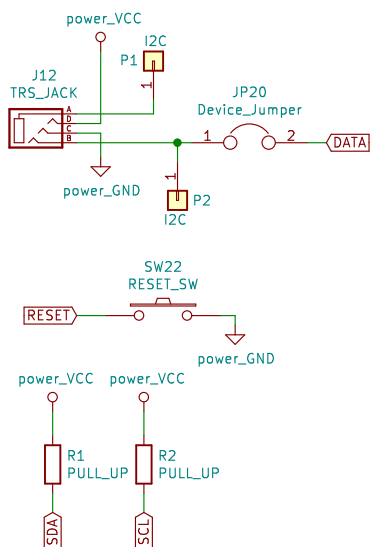 power_VCC
I2C
P1
1
J12
TRS_JACK
A
D
C
B
JP20
Device_Jumper
1
2
DATA
power_GND
1
P2
I2C
SW22
RESET_SW
RESET
power_GND
power_VCC
power_VCC
R1
PULL_UP
R2
PULL_UP
SDA
SCL